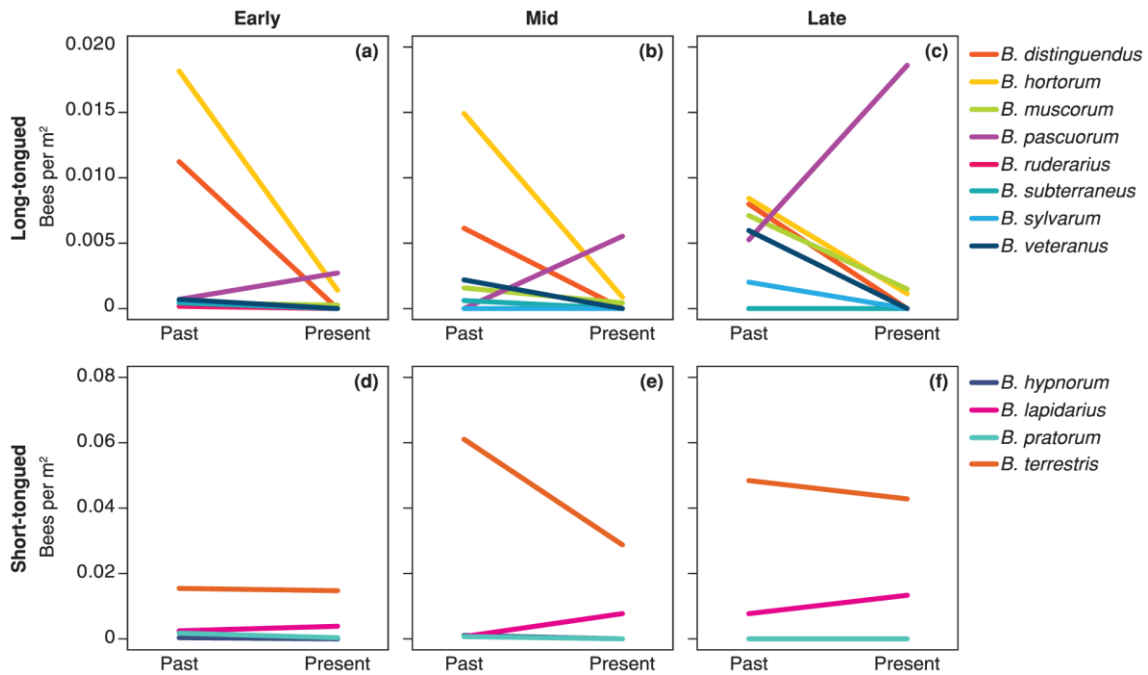 Early
Mid
Late
Long-tongued
Bees per m²
0.020
0.015
0.010
0.005
0
(a)
Past
Present
(b)
Past
Present
(c)
Past
Present
B. distinguendus
B. hortorum
B. muscorum
B. pascuorum
B. ruderarius
B. subterraneus
B. sylvarum
B. veteranus
Short-tongued
Bees per m²
0.08
0.06
0.04
0.02
0
(d)
Past
Present
(e)
Past
Present
(f)
Past
Present
B. hypnorum
B. lapidarius
B. pratorum
B. terrestris